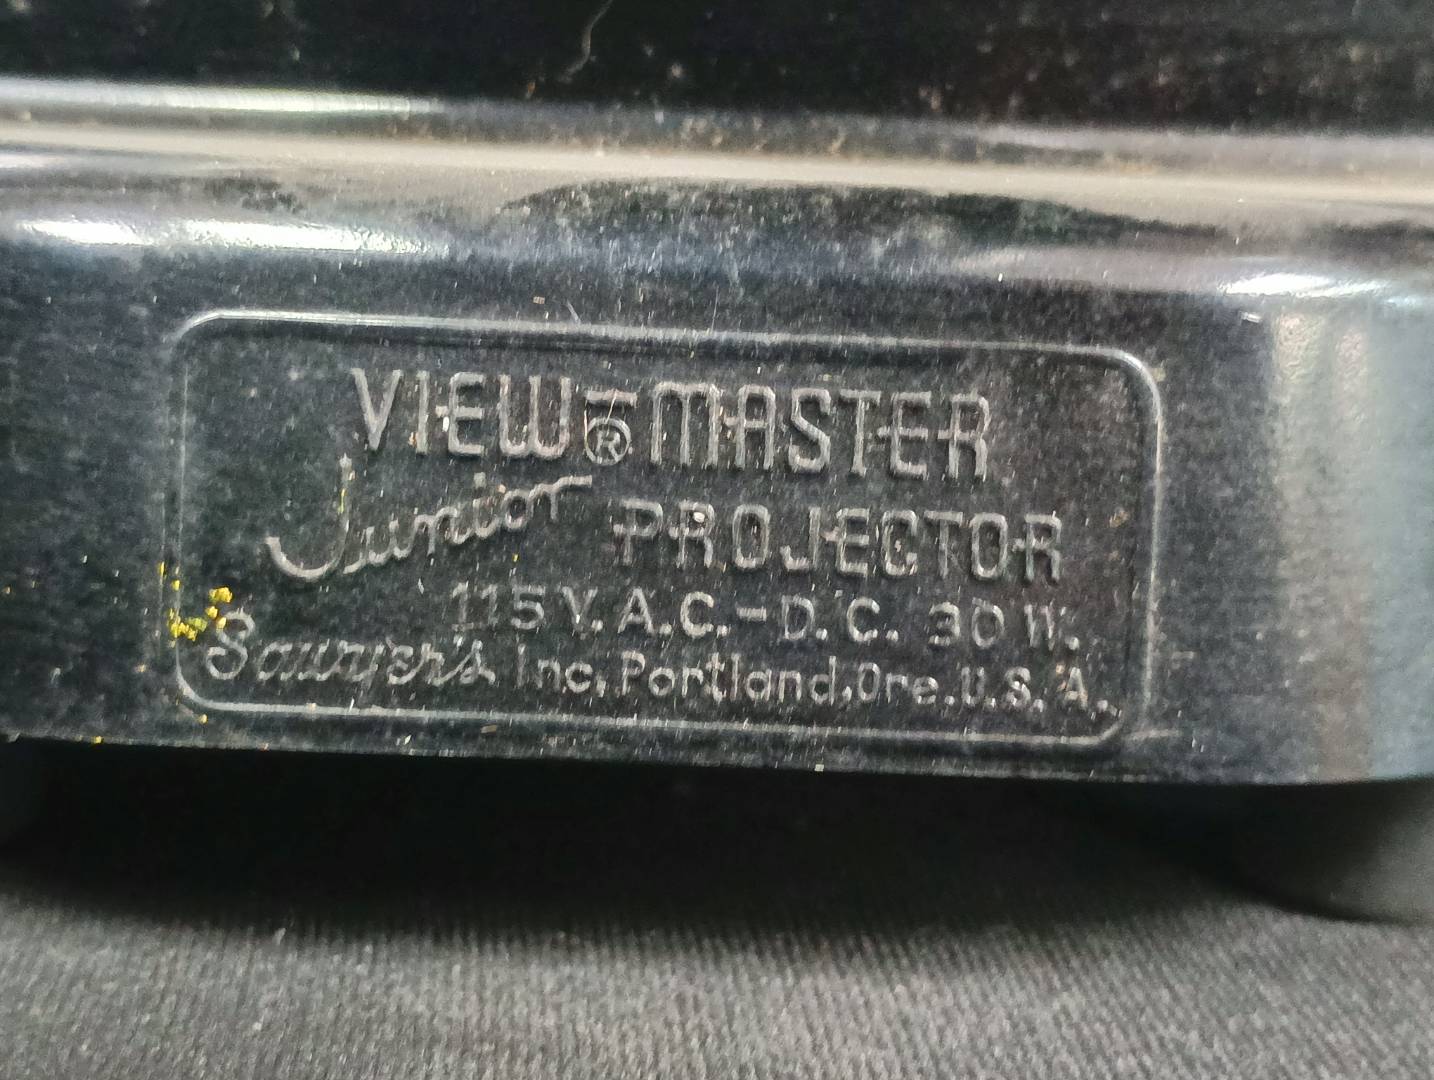 VIEW-MASTER ®
Junior PROJECTOR
115 V. A.C.-D.C. 30 W.
Sawyer's Inc, Portland, Ore. U.S.A.